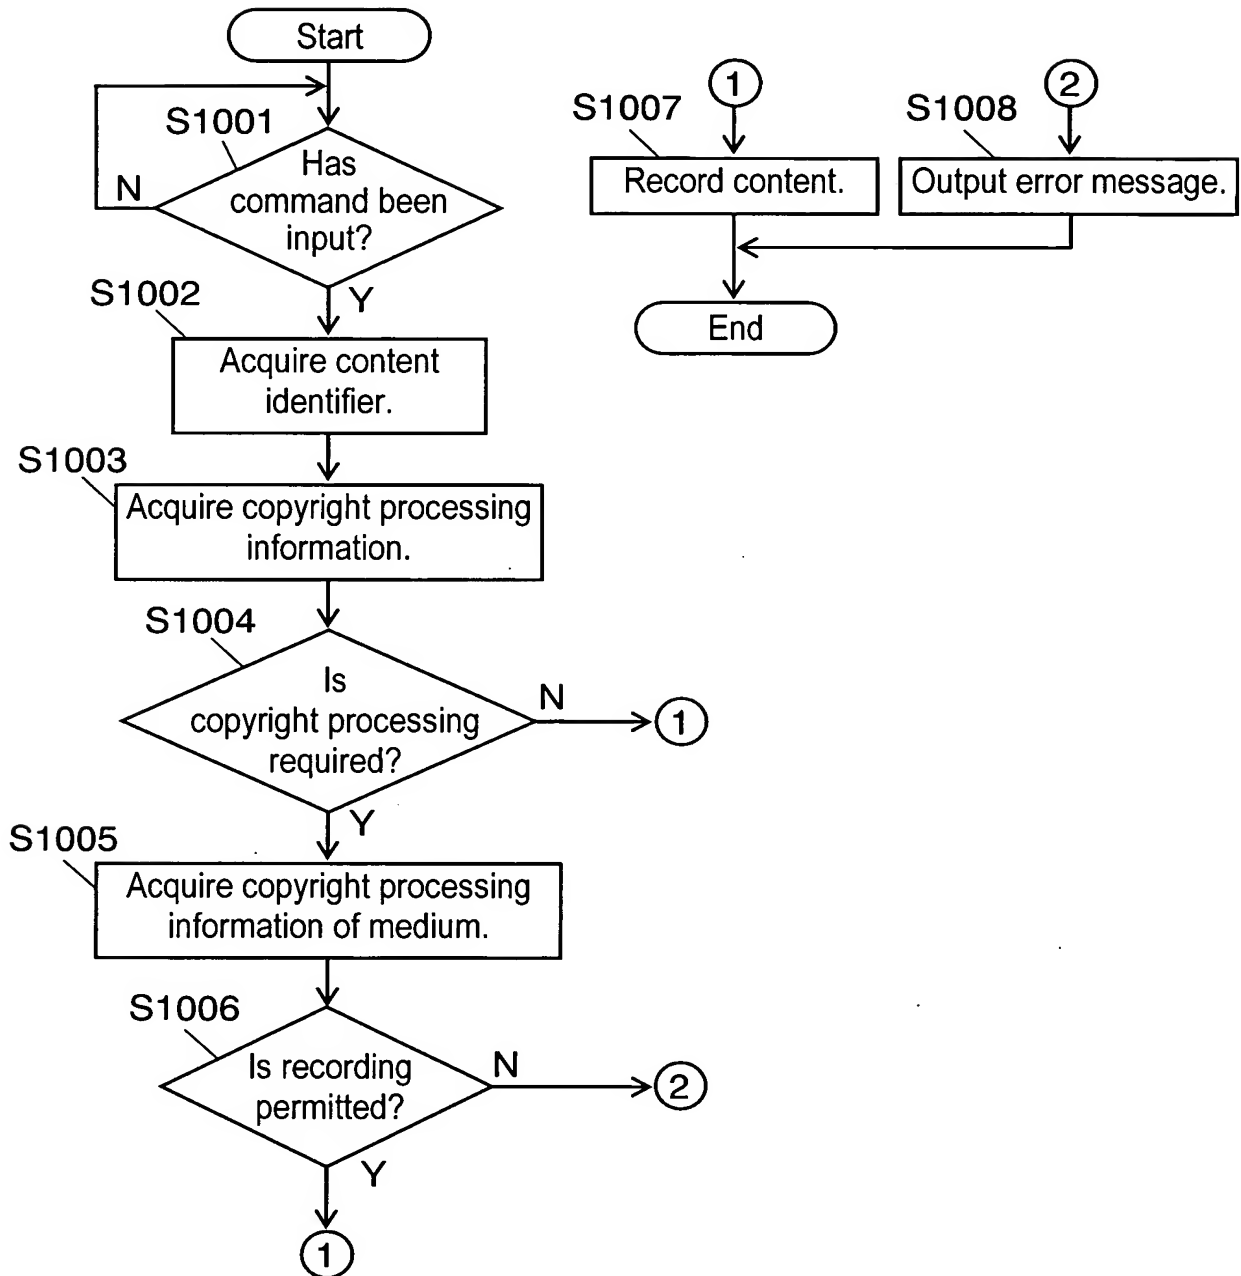 Start
S1001
Has
command been
input?
N
Y
S1002
Acquire content
identifier.
S1003
Acquire copyright processing
information.
S1004
Is
copyright processing
required?
N
1
Y
S1005
Acquire copyright processing
information of medium.
S1006
Is recording
permitted?
N
2
Y
1
1
S1007
Record content.
2
S1008
Output error message.
End